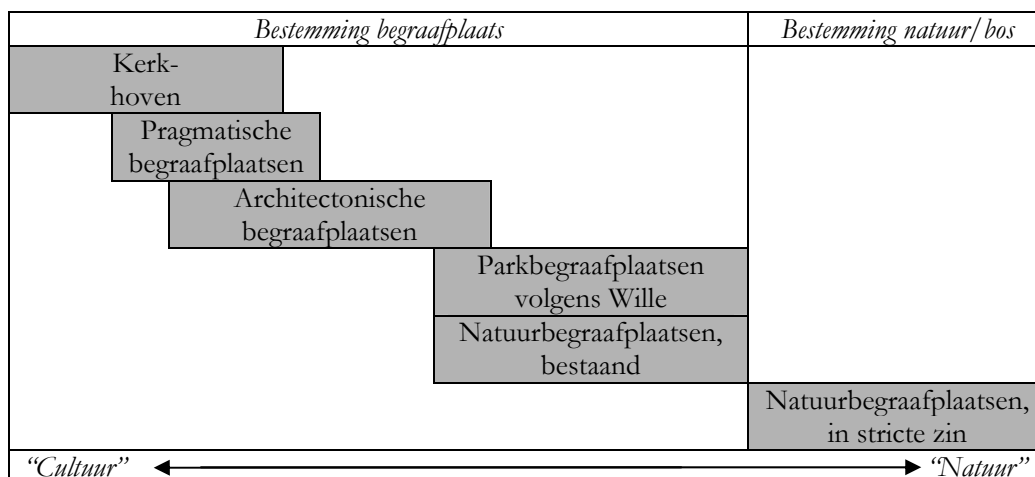 Bestemming begraafplaats Bestemming natuur/bos
Kerk-
hoven
Pragmatische
begraafplaatsen
Architectonische
begraafplaatsen
Parkbegraafplaatsen
volgens Wille
Natuurbegraafplaatsen,
bestaand
Natuurbegraafplaatsen,
in stricte zin
“Cultuur” “Natuur”